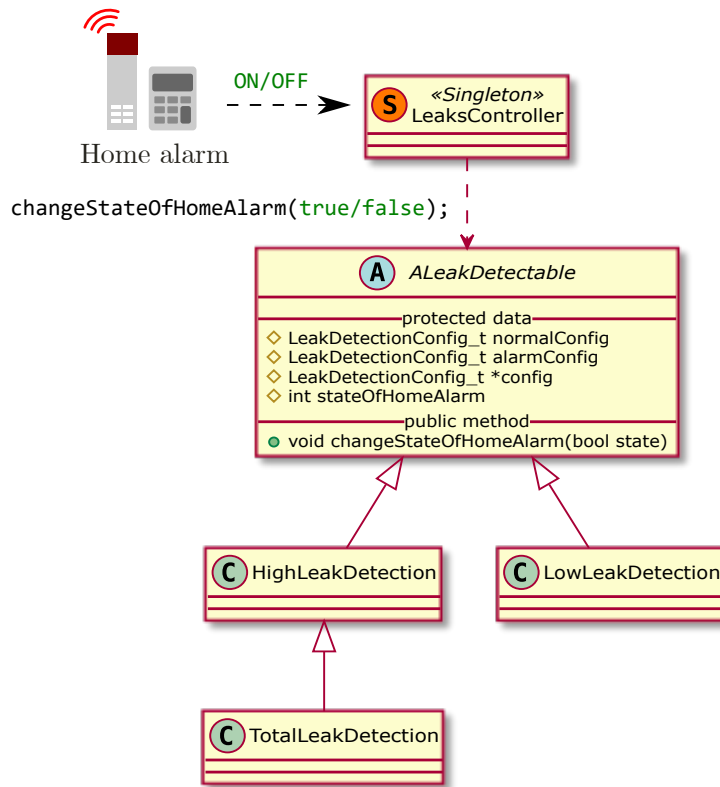 ON/OFF
S
«Singleton»
LeaksController
Home alarm
changeStateOfHomeAlarm(true/false);
A ALeakDetectable
protected data
LeakDetectionConfig_t normalConfig
LeakDetectionConfig_t alarmConfig
LeakDetectionConfig_t *config
int stateOfHomeAlarm
public method
void changeStateOfHomeAlarm(bool state)
C HighLeakDetection
C LowLeakDetection
C TotalLeakDetection